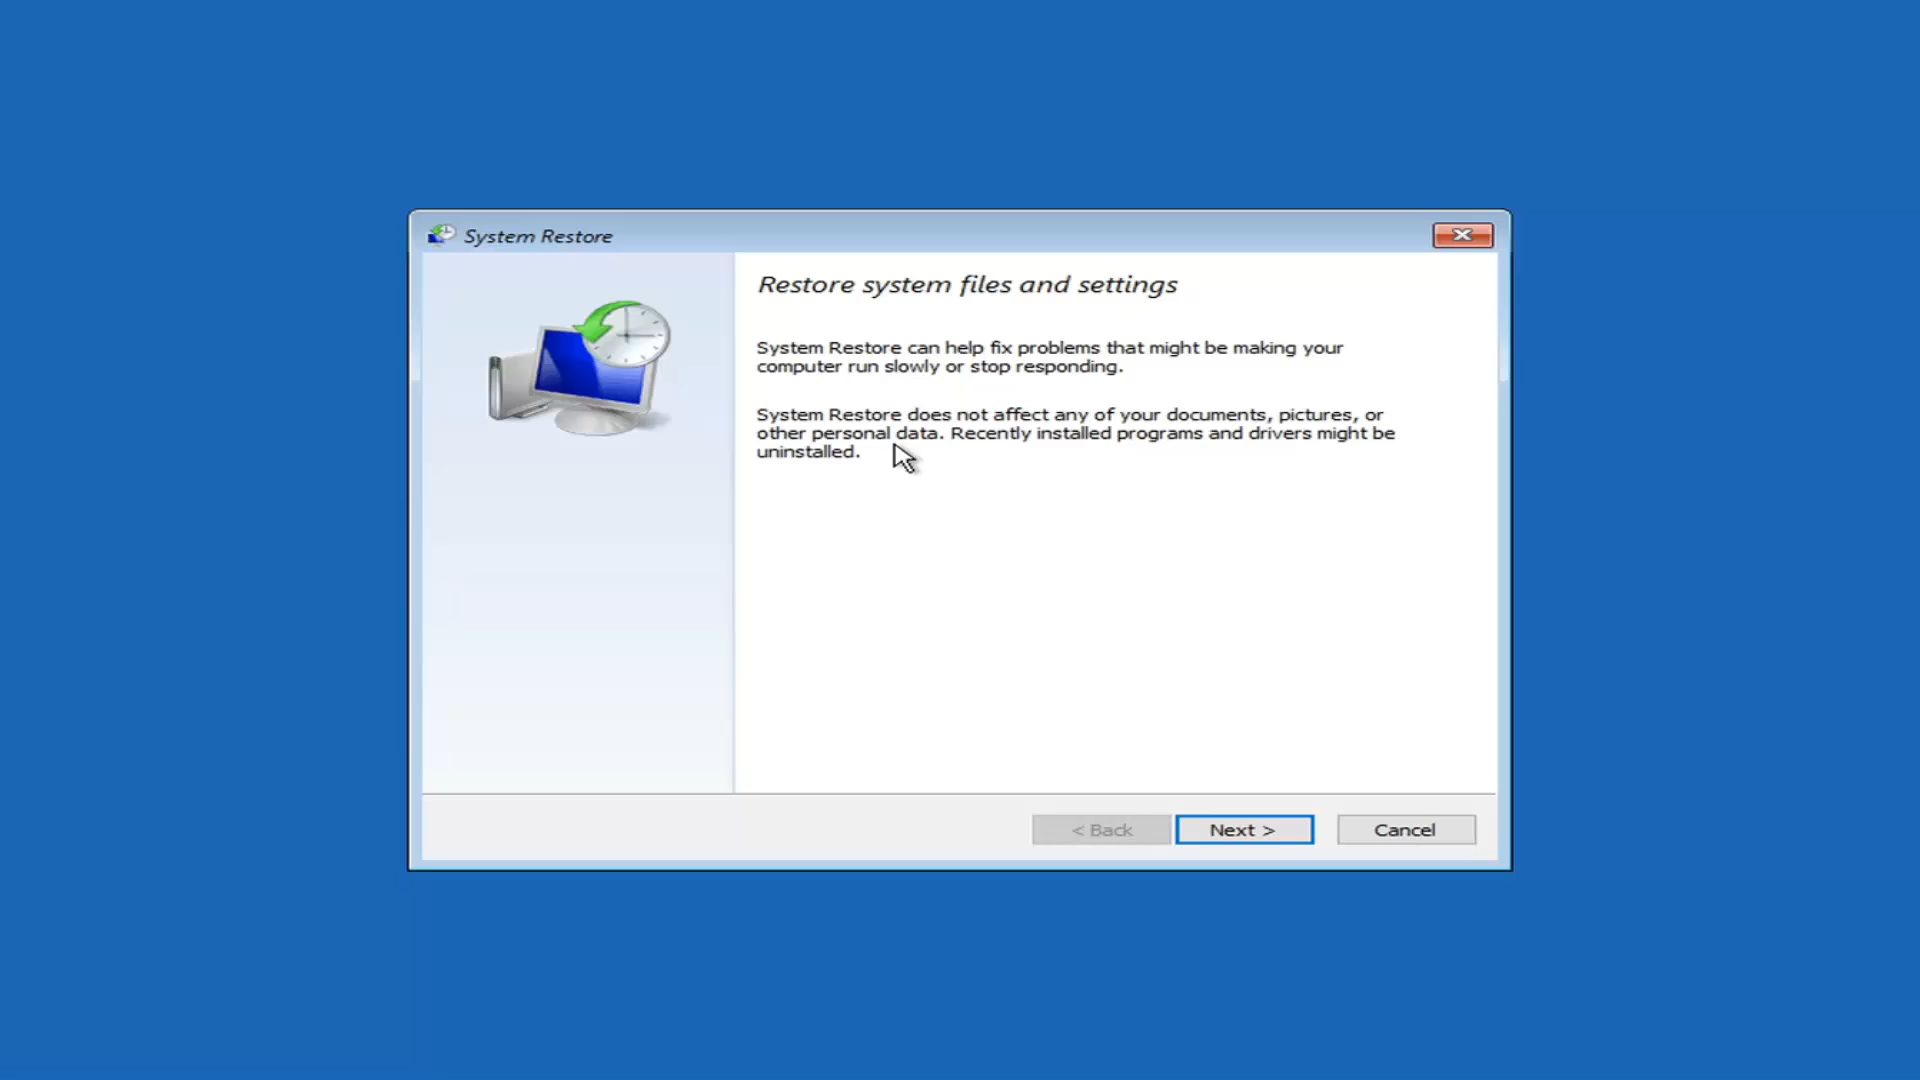 System Restore
Restore system files and settings
System Restore can help fix problems that might be making your
computer run slowly or stop responding.
System Restore does not affect any of your documents, pictures, or
other personal data. Recently installed programs and drivers might be
uninstalled.
< Back
Next >
Cancel